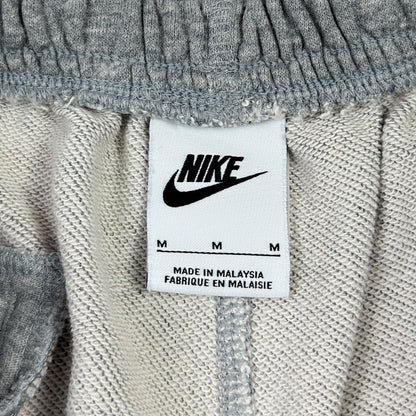 NIKE
M M M
MADE IN MALAYSIA
FABRIQUE EN MALAISIE